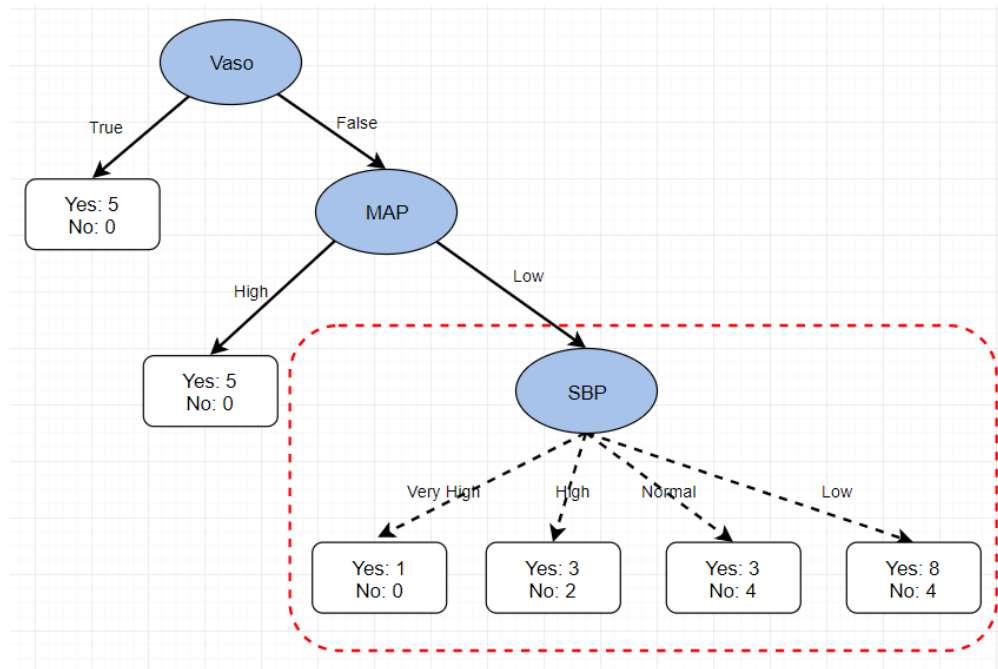 Vaso
True
False
Yes: 5
No: 0
MAP
High
Low
Yes: 5
No: 0
SBP
Very High
High
Normal
Low
Yes: 1
No: 0
Yes: 3
No: 2
Yes: 3
No: 4
Yes: 8
No: 4